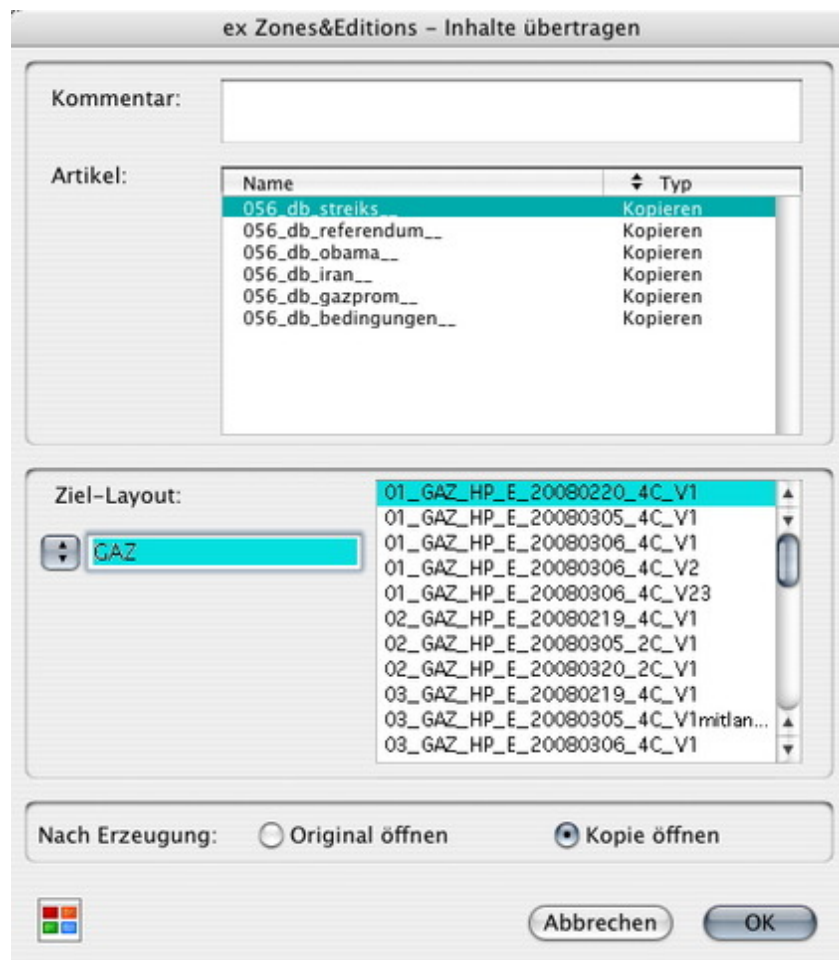 ex Zones&Editions – Inhalte übertragen
Kommentar:
Artikel:
Name Typ
056_db_streiks__ Kopieren
056_db_referendum__ Kopieren
056_db_obama__ Kopieren
056_db_iran__ Kopieren
056_db_gazprom__ Kopieren
056_db_bedingungen__ Kopieren
Ziel-Layout:
GAZ
01_GAZ_HP_E_20080220_4C_V1
01_GAZ_HP_E_20080305_4C_V1
01_GAZ_HP_E_20080306_4C_V1
01_GAZ_HP_E_20080306_4C_V2
01_GAZ_HP_E_20080306_4C_V23
02_GAZ_HP_E_20080219_4C_V1
02_GAZ_HP_E_20080305_2C_V1
02_GAZ_HP_E_20080320_2C_V1
03_GAZ_HP_E_20080219_4C_V1
03_GAZ_HP_E_20080305_4C_V1mitlan...
03_GAZ_HP_E_20080306_4C_V1
Nach Erzeugung: Original öffnen Kopie öffnen
Abbrechen OK